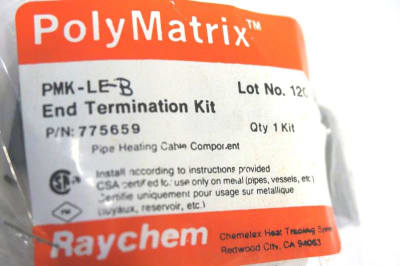 PolyMatrix™
PMK-LE-B Lot No. 120
End Termination Kit
P/N: 775659 Qty 1 Kit
Pipe Heating Cable Component
Install according to instructions provided
CSA certified for use only on metal (pipes, vessels, etc.)
Certifié uniquement pour usage sur metallique
(tuyaux, reservoir, etc.)
Raychem
Chemelex Heat Tracing
Redwood City, CA 94063